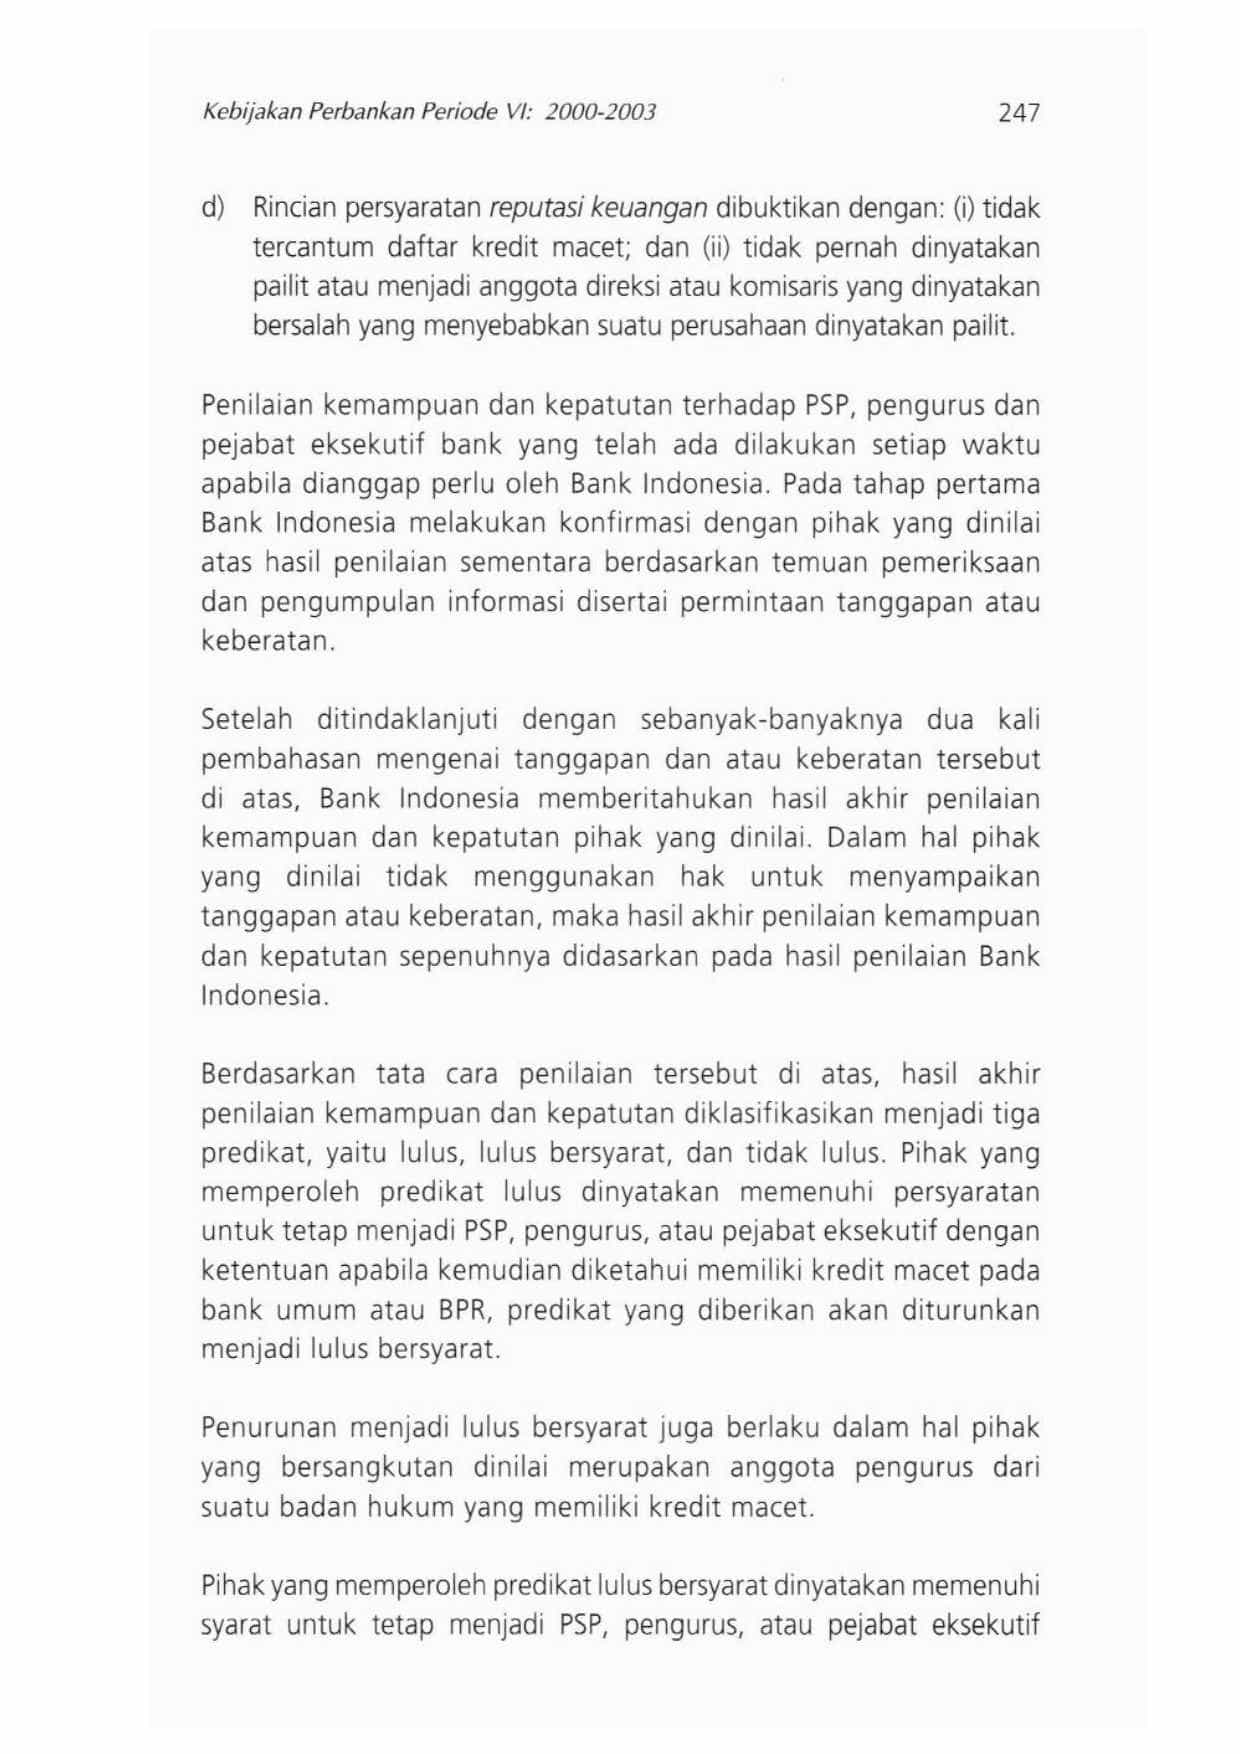 Kebijakan Perbankan Periode VI: 2000-2003 247
d) Rincian persyaratan reputasi keuangan dibuktikan dengan: (i) tidak
tercantum daftar kredit macet; dan (ii) tidak pernah dinyatakan
pailit atau menjadi anggota direksi atau komisaris yang dinyatakan
bersalah yang menyebabkan suatu perusahaan dinyatakan pailit.
Penilaian kemampuan dan kepatutan terhadap PSP, pengurus dan
pejabat eksekutif bank yang telah ada dilakukan setiap waktu
apabila dianggap perlu oleh Bank Indonesia. Pada tahap pertama
Bank Indonesia melakukan konfirmasi dengan pihak yang dinilai
atas hasil penilaian sementara berdasarkan temuan pemeriksaan
dan pengumpulan informasi disertai permintaan tanggapan atau
keberatan.
Setelah ditindaklanjuti dengan sebanyak-banyaknya dua kali
pembahasan mengenai tanggapan dan atau keberatan tersebut
di atas, Bank Indonesia memberitahukan hasil akhir penilaian
kemampuan dan kepatutan pihak yang dinilai. Dalam hal pihak
yang dinilai tidak menggunakan hak untuk menyampaikan
tanggapan atau keberatan, maka hasil akhir penilaian kemampuan
dan kepatutan sepenuhnya didasarkan pada hasil penilaian Bank
Indonesia.
Berdasarkan tata cara penilaian tersebut di atas, hasil akhir
penilaian kemampuan dan kepatutan diklasifikasikan menjadi tiga
predikat, yaitu lulus, lulus bersyarat, dan tidak lulus. Pihak yang
memperoleh predikat lulus dinyatakan memenuhi persyaratan
untuk tetap menjadi PSP, pengurus, atau pejabat eksekutif dengan
ketentuan apabila kemudian diketahui memiliki kredit macet pada
bank umum atau BPR, predikat yang diberikan akan diturunkan
menjadi lulus bersyarat.
Penurunan menjadi lulus bersyarat juga berlaku dalam hal pihak
yang bersangkutan dinilai merupakan anggota pengurus dari
suatu badan hukum yang memiliki kredit macet.
Pihak yang memperoleh predikat lulus bersyarat dinyatakan memenuhi
syarat untuk tetap menjadi PSP, pengurus, atau pejabat eksekutif